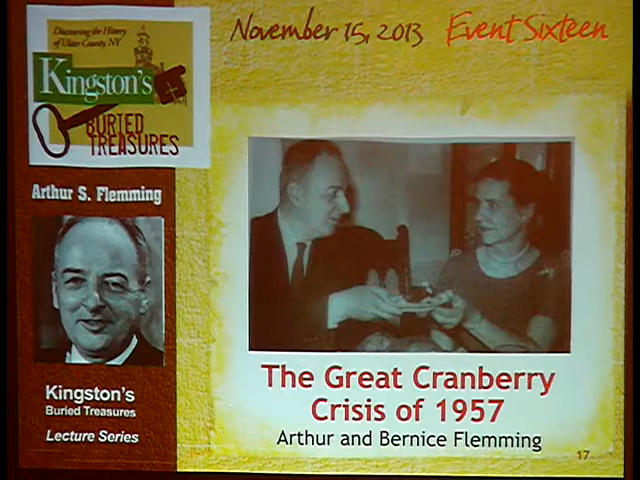 Discovering the History
of Ulster County, NY
Kingston's
BURIED
TREASURES
November 15, 2013 Event Sixteen
Arthur S. Flemming
Kingston's
Buried Treasures
Lecture Series
The Great Cranberry
Crisis of 1957
Arthur and Bernice Flemming
17